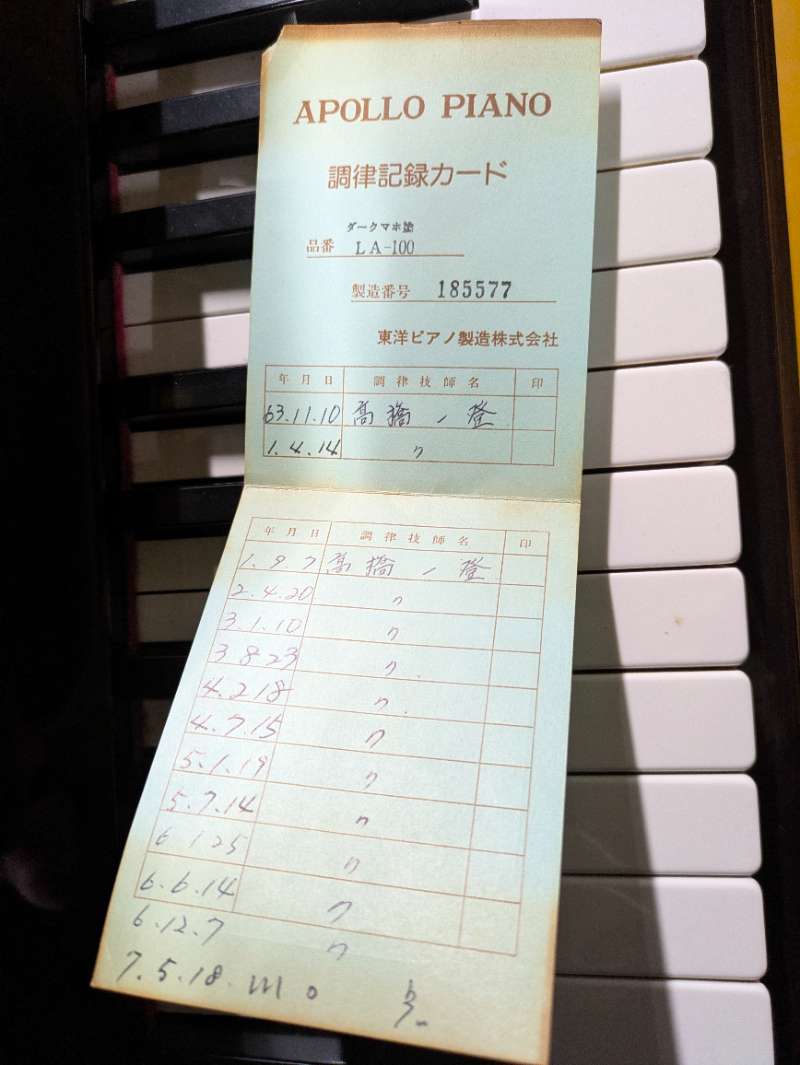 APOLLO PIANO
調律記録カード
ダークマホ塗
品番 LA-100
製造番号 185577
東洋ピアノ製造株式会社
年月日 調律技師名 印
63.11.10 髙橋 一登
1.4.14 〃
年月日 調律技師名 印
1.9.7 髙橋 一登
2.4.20 〃
3.1.10 〃
3.8.23 〃
4.2.18 〃
4.7.15 〃
5.1.19 〃
5.7.14 〃
6.1.25 〃
6.6.14 〃
6.12.7 〃
7.5.18.